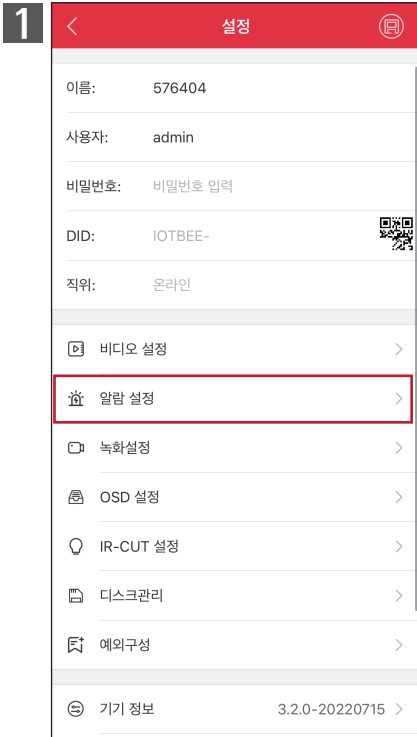 1
설정
이름: 576404
사용자: admin
비밀번호: 비밀번호 입력
DID: IOTBEE-
직위: 온라인
비디오 설정
알람 설정
녹화설정
OSD 설정
IR-CUT 설정
디스크관리
예외구성
기기 정보 3.2.0-20220715